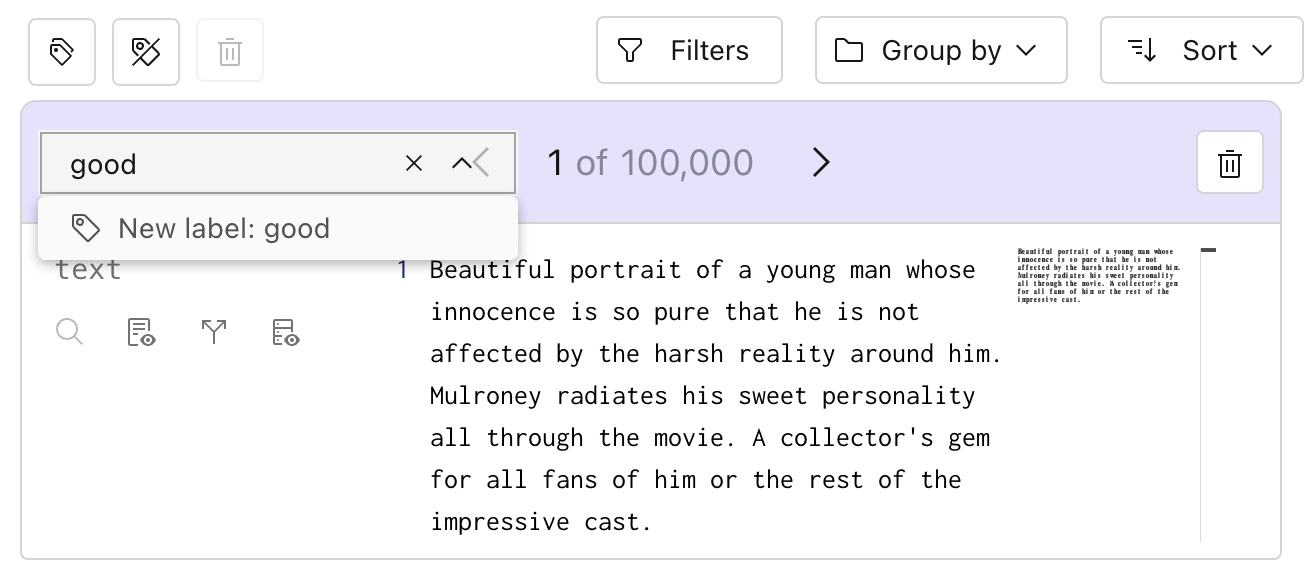 Filters
Group by
Sort
good
1 of 100,000
New label: good
text
1
Beautiful portrait of a young man whose
innocence is so pure that he is not
affected by the harsh reality around him.
Mulroney radiates his sweet personality
all through the movie. A collector's gem
for all fans of him or the rest of the
impressive cast.
Beautiful portrait of a young man whose
innocence is so pure that he is not
affected by the harsh reality around him.
Mulroney radiates his sweet personality
all through the movie. A collector's gem
for all fans of him or the rest of the
impressive cast.